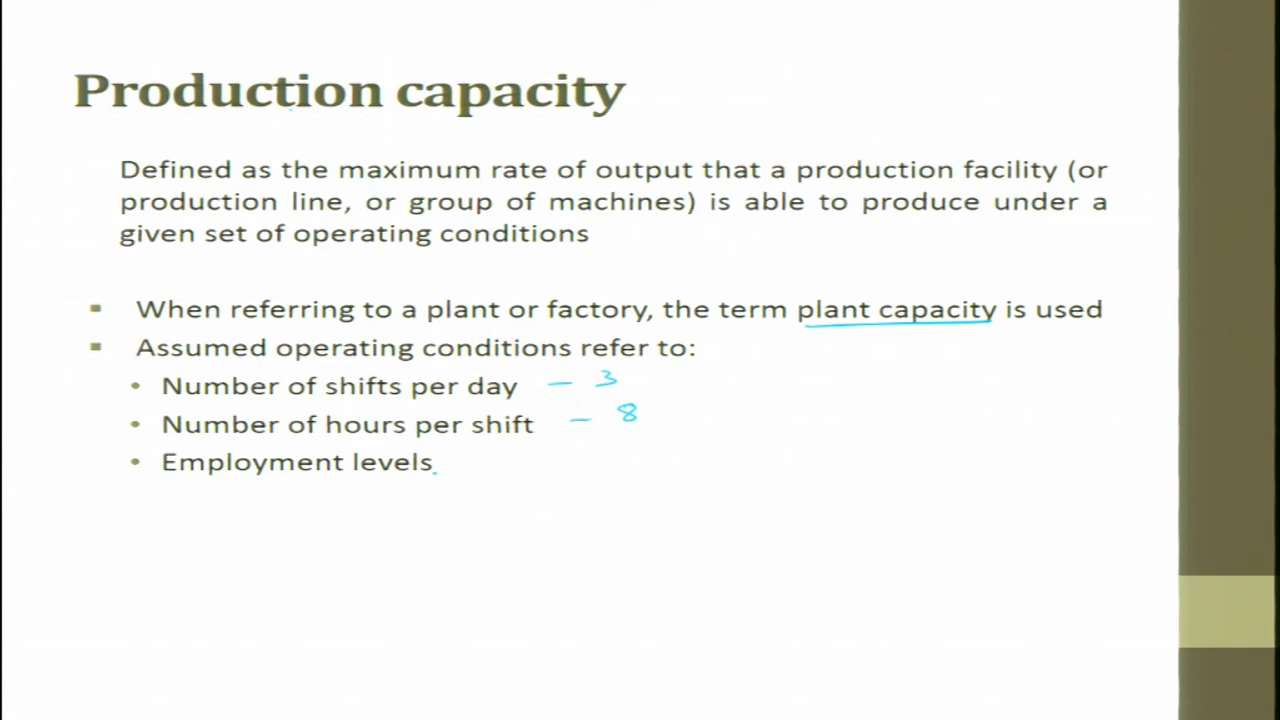 Production capacity
Defined as the maximum rate of output that a production facility (or
production line, or group of machines) is able to produce under a
given set of operating conditions
▪ When referring to a plant or factory, the term plant capacity is used
▪ Assumed operating conditions refer to:
• Number of shifts per day – 3
• Number of hours per shift – 8
• Employment levels